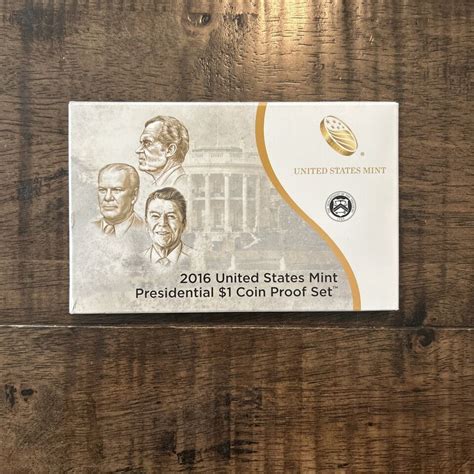 UNITED STATES MINT
2016 United States Mint
Presidential $1 Coin Proof Set™